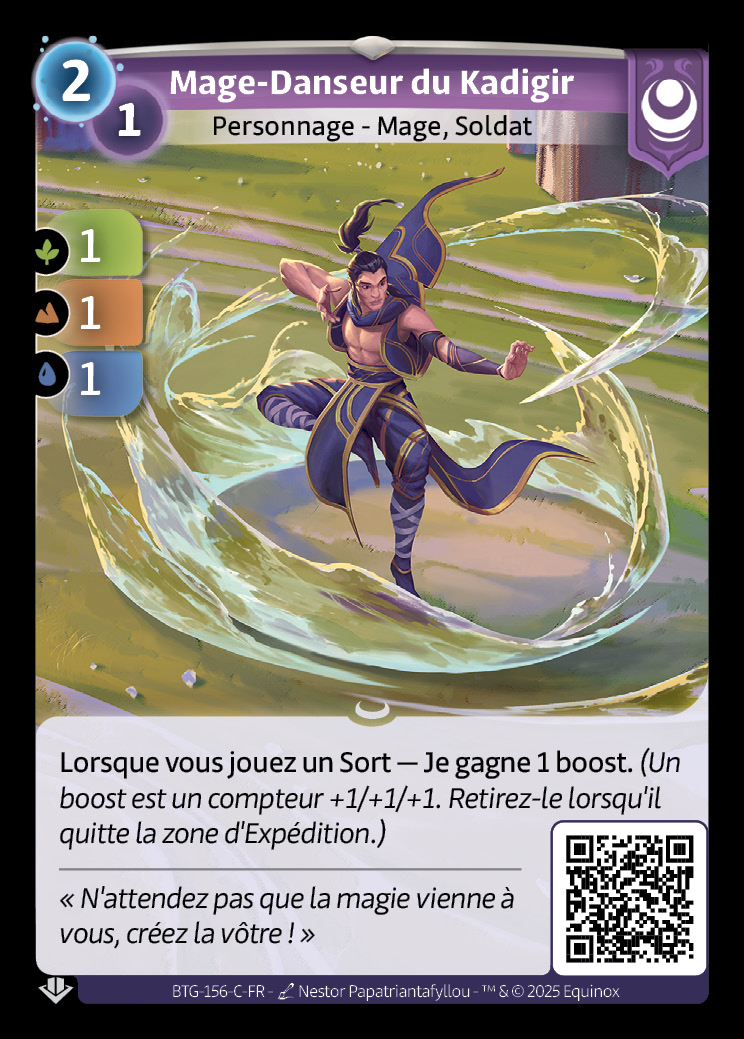 2
Mage-Danseur du Kadigir
1
Personnage - Mage, Soldat
1
1
1
Lorsque vous jouez un Sort — Je gagne 1 boost. (Un
boost est un compteur +1/+1/+1. Retirez-le lorsqu'il
quitte la zone d'Expédition.)
« N'attendez pas que la magie vienne à
vous, créez la vôtre ! »
BTG-156-C-FR - Nestor Papatriantafyllou - ™ & © 2025 Equinox